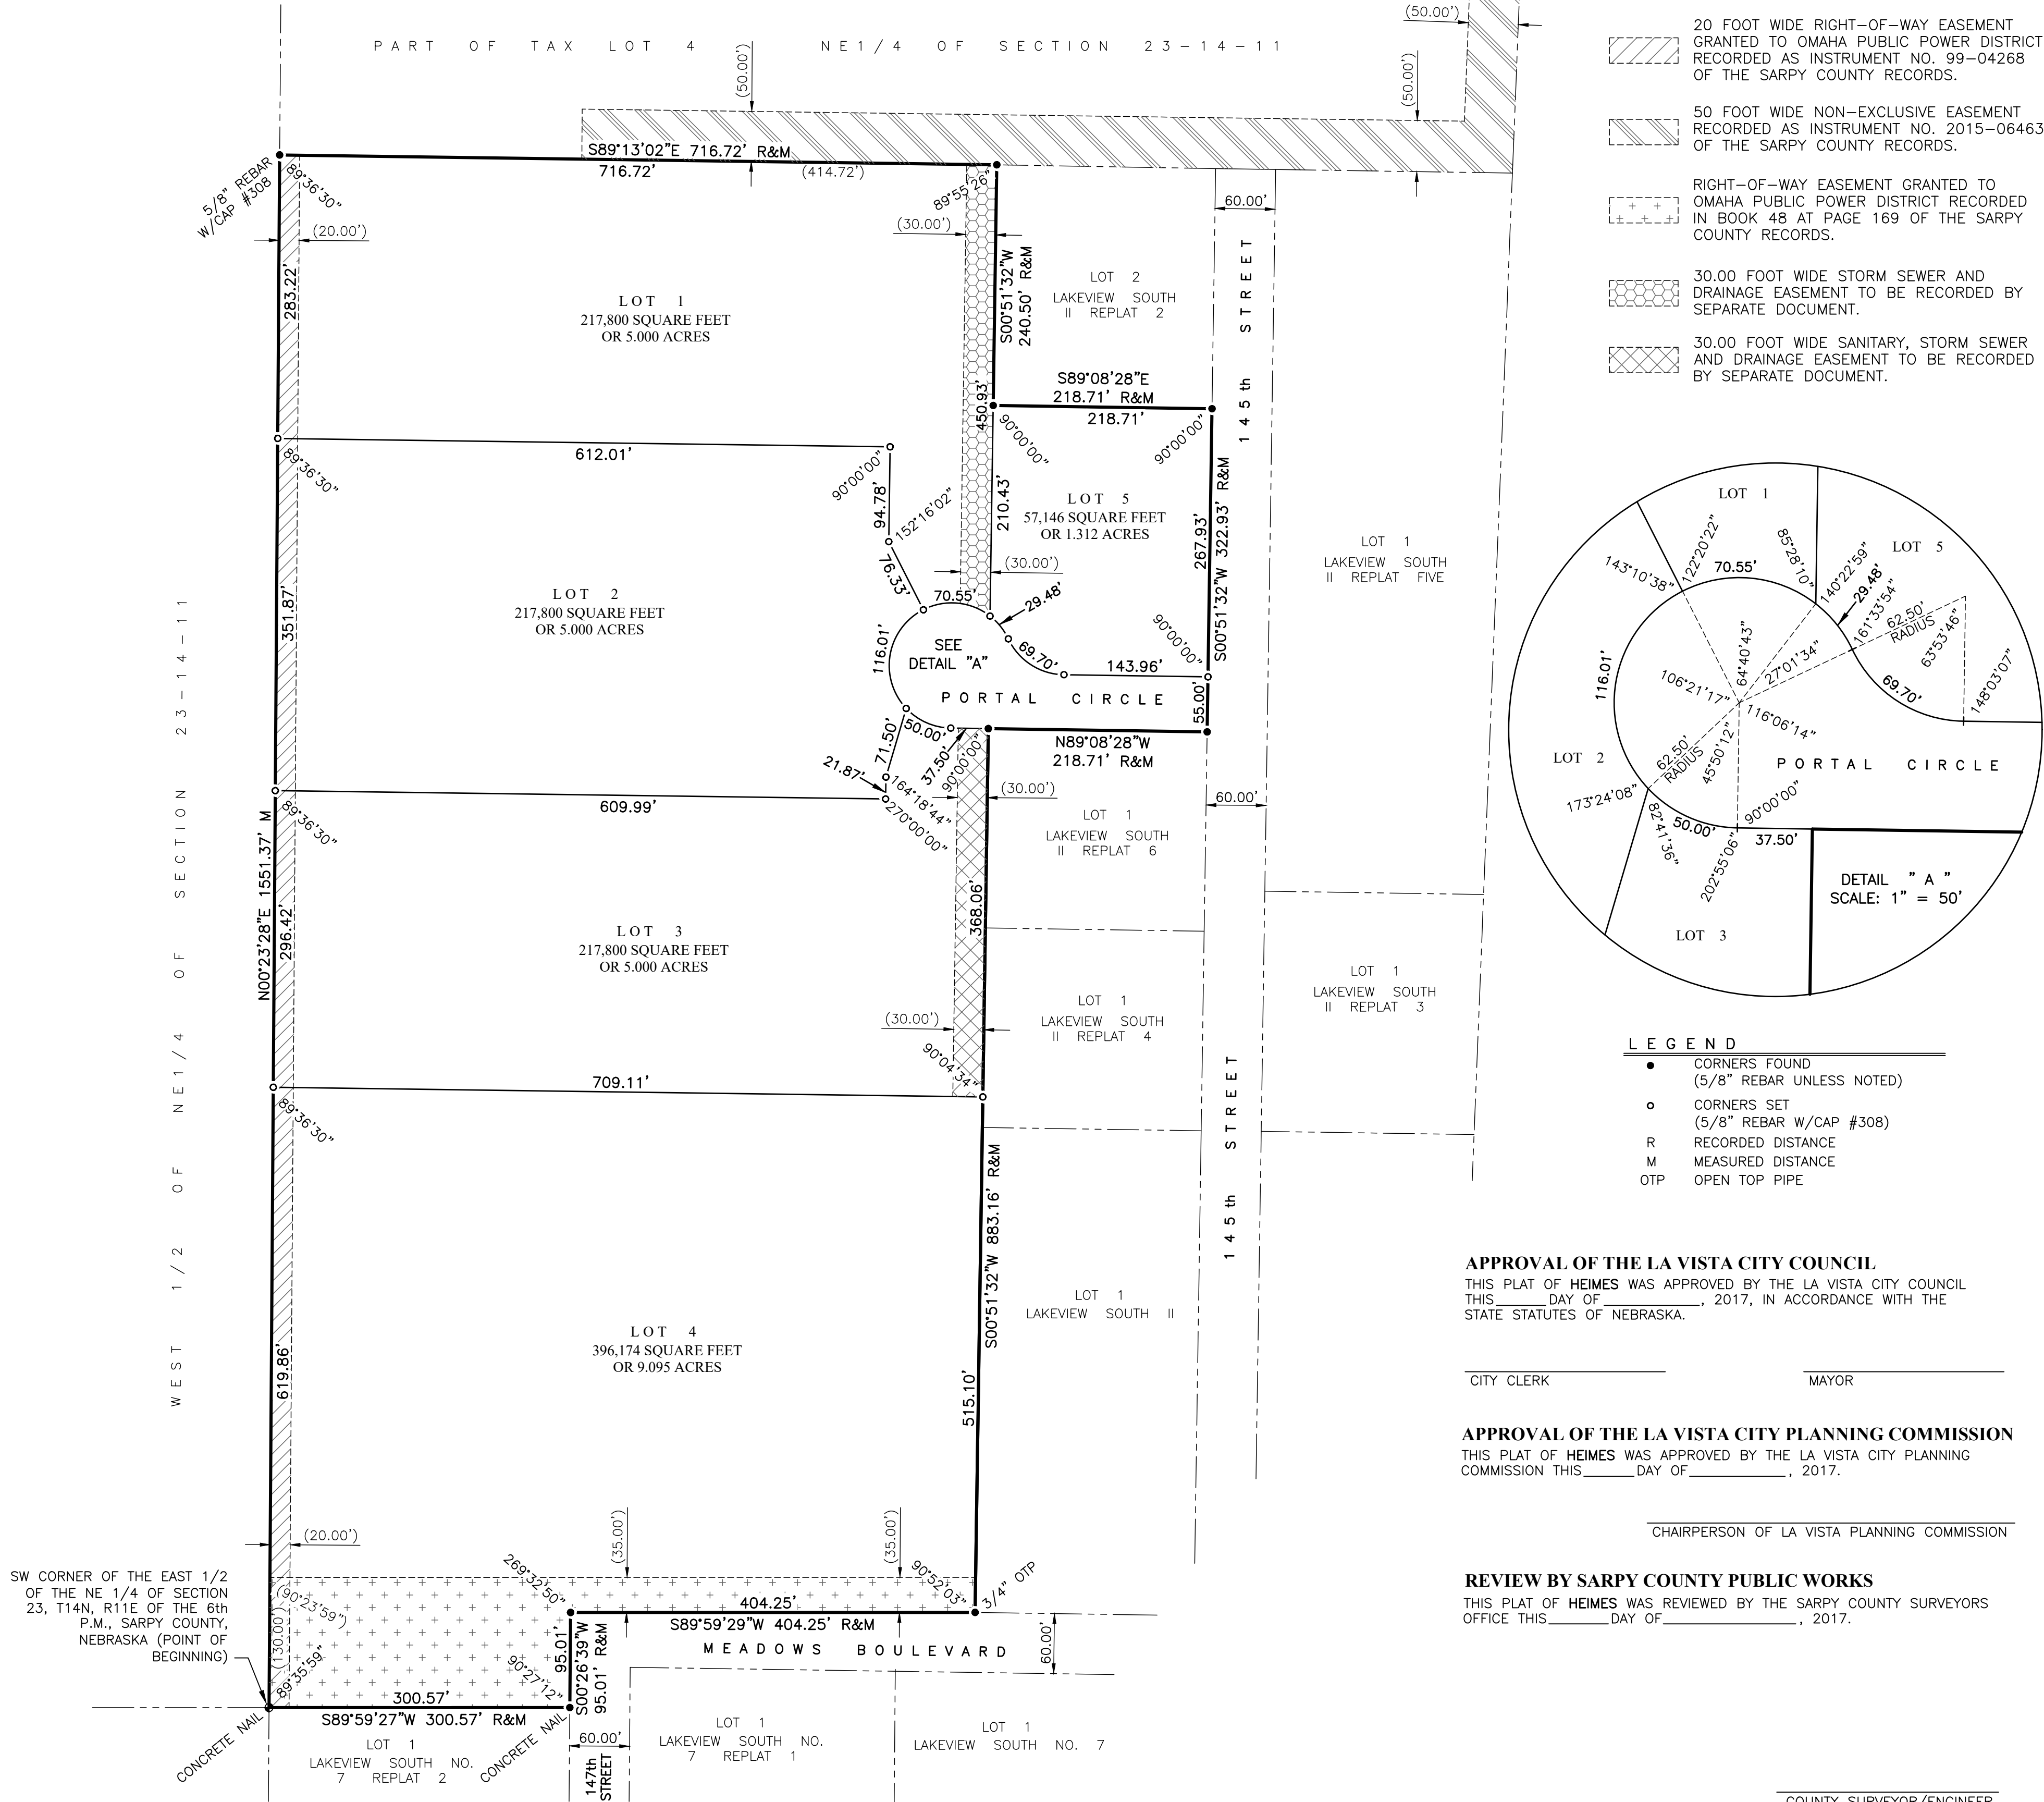 PART OF TAX LOT 4 NE1/4 OF SECTION 23-14-11
(50.00')
(50.00')
(50.00')
S89°13'02"E 716.72' R&M
716.72'
(414.72')
5/8" REBAR
W/CAP #308
89°36'30"
89°55'26"
(20.00')
(30.00')
60.00'
283.22'
LOT 1
217,800 SQUARE FEET
OR 5.000 ACRES
S00°51'32"W
240.50' R&M
LOT 2
LAKEVIEW SOUTH
II REPLAT 2
145th STREET
450.93'
S89°08'28"E
218.71' R&M
218.71'
90°00'00"
90°00'00"
612.01'
89°36'30"
90°00'00"
94.78'
152°16'02"
76.33'
210.43'
LOT 5
57,146 SQUARE FEET
OR 1.312 ACRES
267.93'
S00°51'32"W 322.93' R&M
LOT 1
LAKEVIEW SOUTH
II REPLAT FIVE
(30.00')
351.87'
LOT 2
217,800 SQUARE FEET
OR 5.000 ACRES
70.55'
29.48'
90°00'00"
116.01'
SEE
DETAIL "A"
69.70'
143.96'
PORTAL CIRCLE
55.00'
50.00'
71.50'
37.50'
90°00'00"
N89°08'28"W
218.71' R&M
21.87'
164°18'44"
270°00'00"
(30.00')
60.00'
609.99'
89°36'30"
LOT 1
LAKEVIEW SOUTH
II REPLAT 6
WEST 1/2 OF NE1/4 OF SECTION 23-14-11
N00°23'28"E 1551.37' M
296.42'
368.06'
LOT 3
217,800 SQUARE FEET
OR 5.000 ACRES
LOT 1
LAKEVIEW SOUTH
II REPLAT 4
LOT 1
LAKEVIEW SOUTH
II REPLAT 3
(30.00')
90°04'34"
709.11'
89°36'30"
145th STREET
S00°51'32"W 883.16' R&M
LOT 1
LAKEVIEW SOUTH II
LOT 4
396,174 SQUARE FEET
OR 9.095 ACRES
619.86'
515.10'
(20.00')
(35.00')
(35.00')
SW CORNER OF THE EAST 1/2
OF THE NE 1/4 OF SECTION
23, T14N, R11E OF THE 6th
P.M., SARPY COUNTY,
NEBRASKA (POINT OF
BEGINNING)
(90°23'59")
(130.00')
89°35'59"
269°32'50"
90°52'03"
3/4" OTP
404.25'
S89°59'29"W 404.25' R&M
MEADOWS BOULEVARD
60.00'
95.01'
S00°26'39"W
95.01' R&M
90°27'12"
300.57'
S89°59'27"W 300.57' R&M
CONCRETE NAIL
CONCRETE NAIL
LOT 1
LAKEVIEW SOUTH NO.
7 REPLAT 2
60.00'
147th
STREET
LOT 1
LAKEVIEW SOUTH NO.
7 REPLAT 1
LOT 1
LAKEVIEW SOUTH NO. 7
20 FOOT WIDE RIGHT-OF-WAY EASEMENT
GRANTED TO OMAHA PUBLIC POWER DISTRICT
RECORDED AS INSTRUMENT NO. 99-04268
OF THE SARPY COUNTY RECORDS.
50 FOOT WIDE NON-EXCLUSIVE EASEMENT
RECORDED AS INSTRUMENT NO. 2015-06463
OF THE SARPY COUNTY RECORDS.
RIGHT-OF-WAY EASEMENT GRANTED TO
OMAHA PUBLIC POWER DISTRICT RECORDED
IN BOOK 48 AT PAGE 169 OF THE SARPY
COUNTY RECORDS.
30.00 FOOT WIDE STORM SEWER AND
DRAINAGE EASEMENT TO BE RECORDED BY
SEPARATE DOCUMENT.
30.00 FOOT WIDE SANITARY, STORM SEWER
AND DRAINAGE EASEMENT TO BE RECORDED
BY SEPARATE DOCUMENT.
LOT 1
122°20'22"
85°28'10"
LOT 5
143°10'38"
70.55'
140°22'59"
29.48'
161°33'54"
62.50'
RADIUS
63°53'46"
64°40'43"
27°01'34"
148°03'07"
116.01'
106°21'17"
116°06'14"
69.70'
LOT 2
62.50'
RADIUS
45°50'12"
PORTAL CIRCLE
173°24'08"
82°41'36"
50.00'
202°55'06"
90°00'00"
37.50'
LOT 3
DETAIL "A"
SCALE: 1" = 50'
LEGEND
CORNERS FOUND
(5/8" REBAR UNLESS NOTED)
CORNERS SET
(5/8" REBAR W/CAP #308)
R RECORDED DISTANCE
M MEASURED DISTANCE
OTP OPEN TOP PIPE
APPROVAL OF THE LA VISTA CITY COUNCIL
THIS PLAT OF HEIMES WAS APPROVED BY THE LA VISTA CITY COUNCIL
THIS______DAY OF____________, 2017, IN ACCORDANCE WITH THE
STATE STATUTES OF NEBRASKA.
CITY CLERK MAYOR
APPROVAL OF THE LA VISTA CITY PLANNING COMMISSION
THIS PLAT OF HEIMES WAS APPROVED BY THE LA VISTA CITY PLANNING
COMMISSION THIS______DAY OF____________, 2017.
CHAIRPERSON OF LA VISTA PLANNING COMMISSION
REVIEW BY SARPY COUNTY PUBLIC WORKS
THIS PLAT OF HEIMES WAS REVIEWED BY THE SARPY COUNTY SURVEYORS
OFFICE THIS_______DAY OF________________, 2017.
COUNTY SURVEYOR/ENGINEER